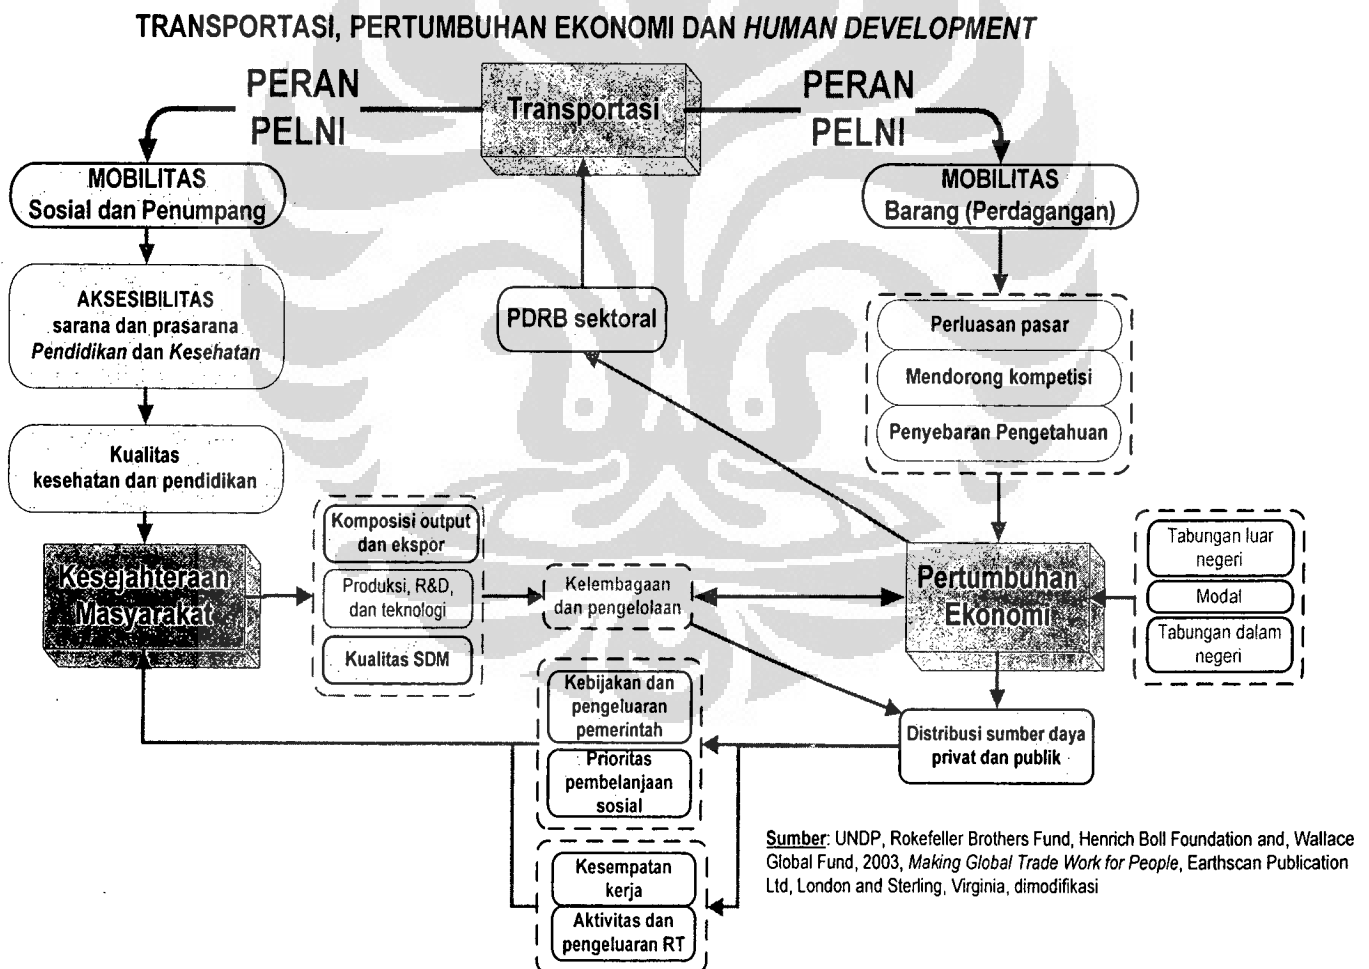 TRANSPORTASI, PERTUMBUHAN EKONOMI DAN HUMAN DEVELOPMENT
PERAN
PELNI
Transportasi
PERAN
PELNI
MOBILITAS
Sosial dan Penumpang
MOBILITAS
Barang (Perdagangan)
AKSESIBILITAS
sarana dan prasarana
Pendidikan dan Kesehatan
PDRB sektoral
Perluasan pasar
Mendorong kompetisi
Penyebaran Pengetahuan
Kualitas
kesehatan dan pendidikan
Kesejahteraan
Masyarakat
Komposisi output
dan ekspor
Produksi, R&D,
dan teknologi
Kualitas SDM
Kelembagaan
dan pengelolaan
Pertumbuhan
Ekonomi
Tabungan luar
negeri
Modal
Tabungan dalam
negeri
Kebijakan dan
pengeluaran
pemerintah
Prioritas
pembelanjaan
sosial
Distribusi sumber daya
privat dan publik
Kesempatan
kerja
Aktivitas dan
pengeluaran RT
Sumber: UNDP, Rokefeller Brothers Fund, Henrich Boll Foundation and, Wallace
Global Fund, 2003, Making Global Trade Work for People, Earthscan Publication
Ltd, London and Sterling, Virginia, dimodifikasi